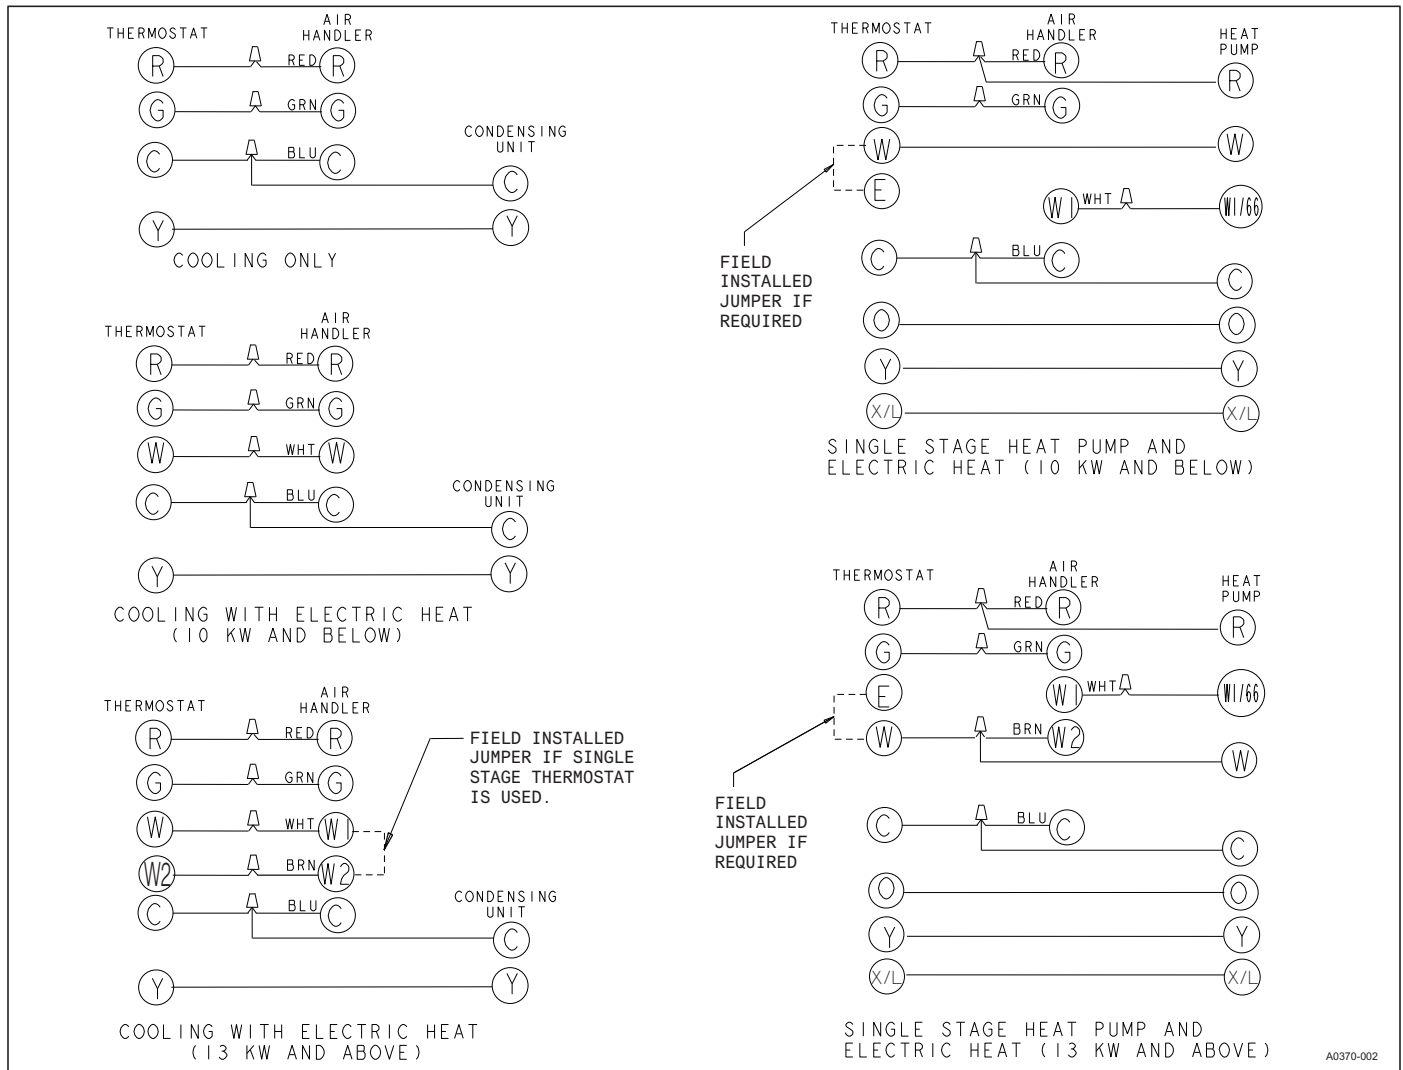 THERMOSTAT
AIR
HANDLER
R
RED
R
G
GRN
G
CONDENSING
UNIT
C
BLU
C
C
Y
Y
COOLING ONLY
THERMOSTAT
AIR
HANDLER
R
RED
R
G
GRN
G
W
WHT
W
CONDENSING
UNIT
C
BLU
C
C
Y
Y
COOLING WITH ELECTRIC HEAT
(10 KW AND BELOW)
THERMOSTAT
AIR
HANDLER
R
RED
R
G
GRN
G
W
WHT
W1
W2
BRN
W2
FIELD INSTALLED
JUMPER IF SINGLE
STAGE THERMOSTAT
IS USED.
CONDENSING
UNIT
C
BLU
C
C
Y
Y
COOLING WITH ELECTRIC HEAT
(13 KW AND ABOVE)
THERMOSTAT
AIR
HANDLER
HEAT
PUMP
R
RED
R
R
G
GRN
G
W
W
E
W1
WHT
W1/66
FIELD
INSTALLED
JUMPER IF
REQUIRED
C
BLU
C
C
O
O
Y
Y
X/L
X/L
SINGLE STAGE HEAT PUMP AND
ELECTRIC HEAT (10 KW AND BELOW)
THERMOSTAT
AIR
HANDLER
HEAT
PUMP
R
RED
R
R
G
GRN
G
E
W1
WHT
W1/66
W
BRN
W2
W
FIELD
INSTALLED
JUMPER IF
REQUIRED
C
BLU
C
C
O
O
Y
Y
X/L
X/L
SINGLE STAGE HEAT PUMP AND
ELECTRIC HEAT (13 KW AND ABOVE)
A0370-002